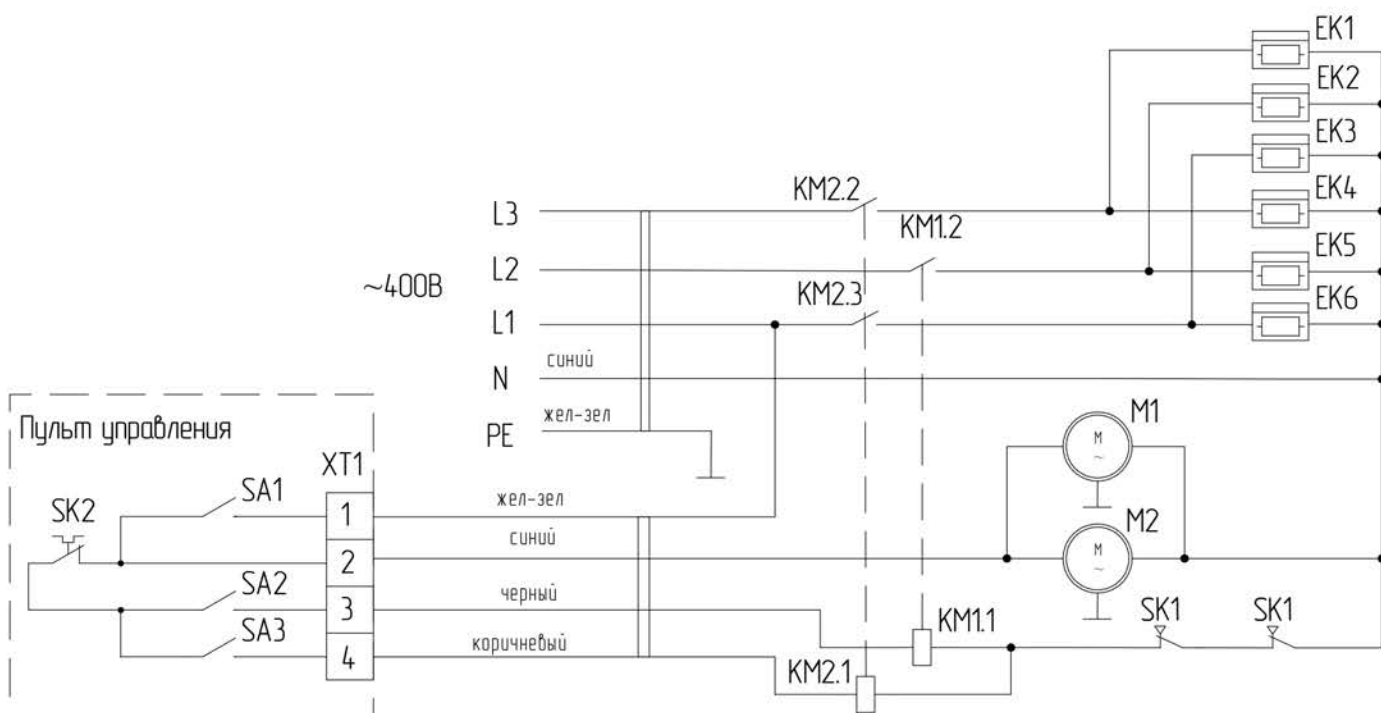 EK1
EK2
EK3
KM2.2
EK4
L3
KM1.2
EK5
L2
~400В
KM2.3
EK6
L1
синий
N
жел-зел
PE
M1
M
~
Пульт управления
XT1
SA1
1
жел-зел
SK2
M2
2
синий
M
~
SA2
3
черный
KM1.1
SK1
SK1
SA3
4
коричневый
KM2.1